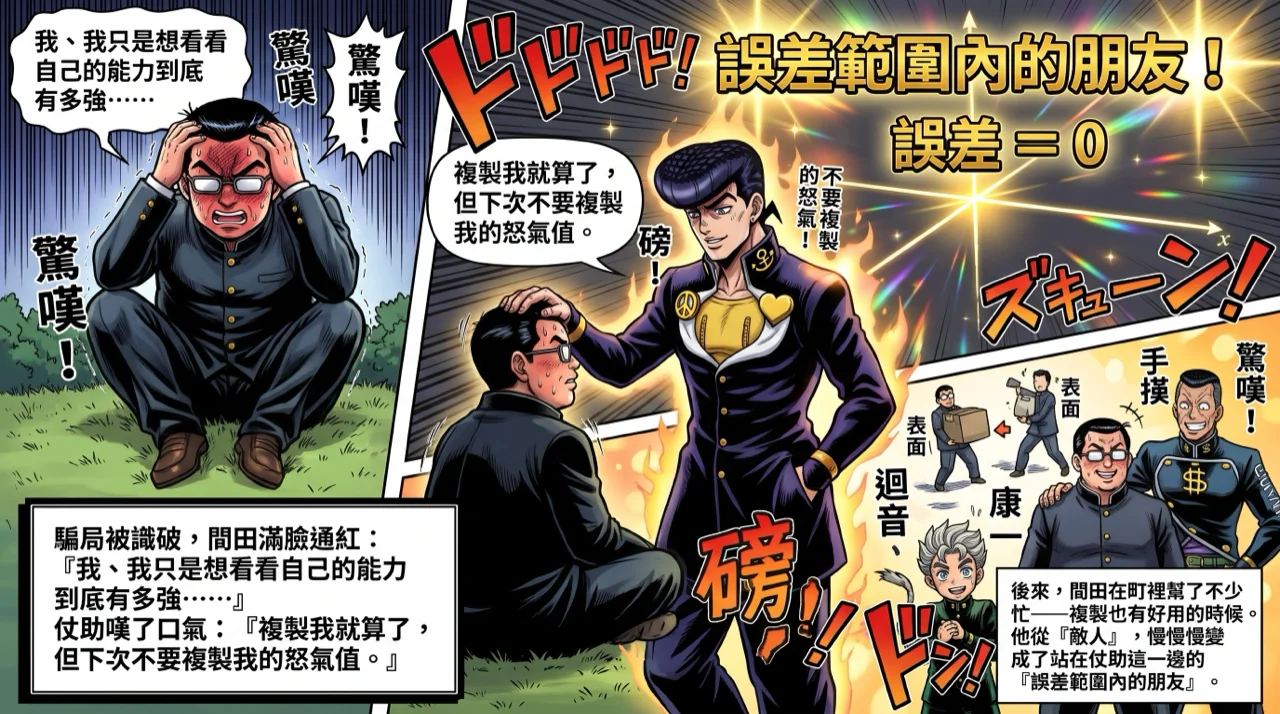 我、我只是想看看
自己的能力到底
有多強⋯⋯
驚嘆
驚嘆！
驚嘆！
騙局被識破，間田滿臉通紅：
『我、我只是想看看自己的能力
到底有多強⋯⋯』
仗助嘆了口氣：『複製我就算了，
但下次不要複製我的怒氣值。』
ドドドド！
誤差範圍內的朋友！
誤差＝0
複製我就算了，
但下次不要複製
我的怒氣值。
磅！
不要複製
的怒氣！
x
ズキューン！
磅！！
表面
表面
手摸
驚嘆！
迴音、
康一
$
ドン！
後來，間田在町裡幫了不少
忙——複製也有好用的時候。
他從『敵人』，慢慢慢變
成了站在仗助這一邊的
『誤差範圍內的朋友』。